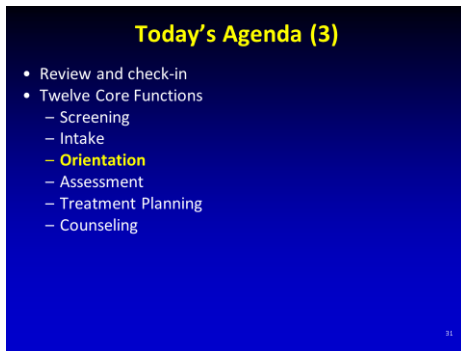 Today’s Agenda (3)
• Review and check-in
• Twelve Core Functions
– Screening
– Intake
– Orientation
– Assessment
– Treatment Planning
– Counseling
31